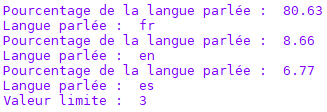 Pourcentage de la langue parlée :  80.63
Langue parlée :  fr
Pourcentage de la langue parlée :  8.66
Langue parlée :  en
Pourcentage de la langue parlée :  6.77
Langue parlée :  es
Valeur limite :  3